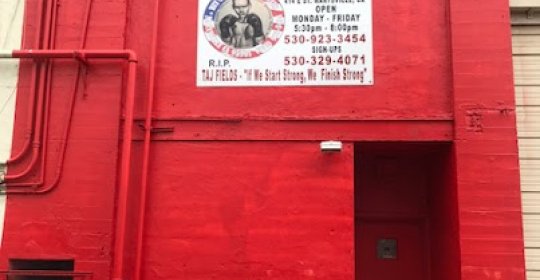 OPEN
MONDAY - FRIDAY
5:30pm - 8:00pm
530-923-3454
SIGN-UPS
530-329-4071
R.I.P.
TAJ FIELDS - "If We Start Strong, We Finish Strong"